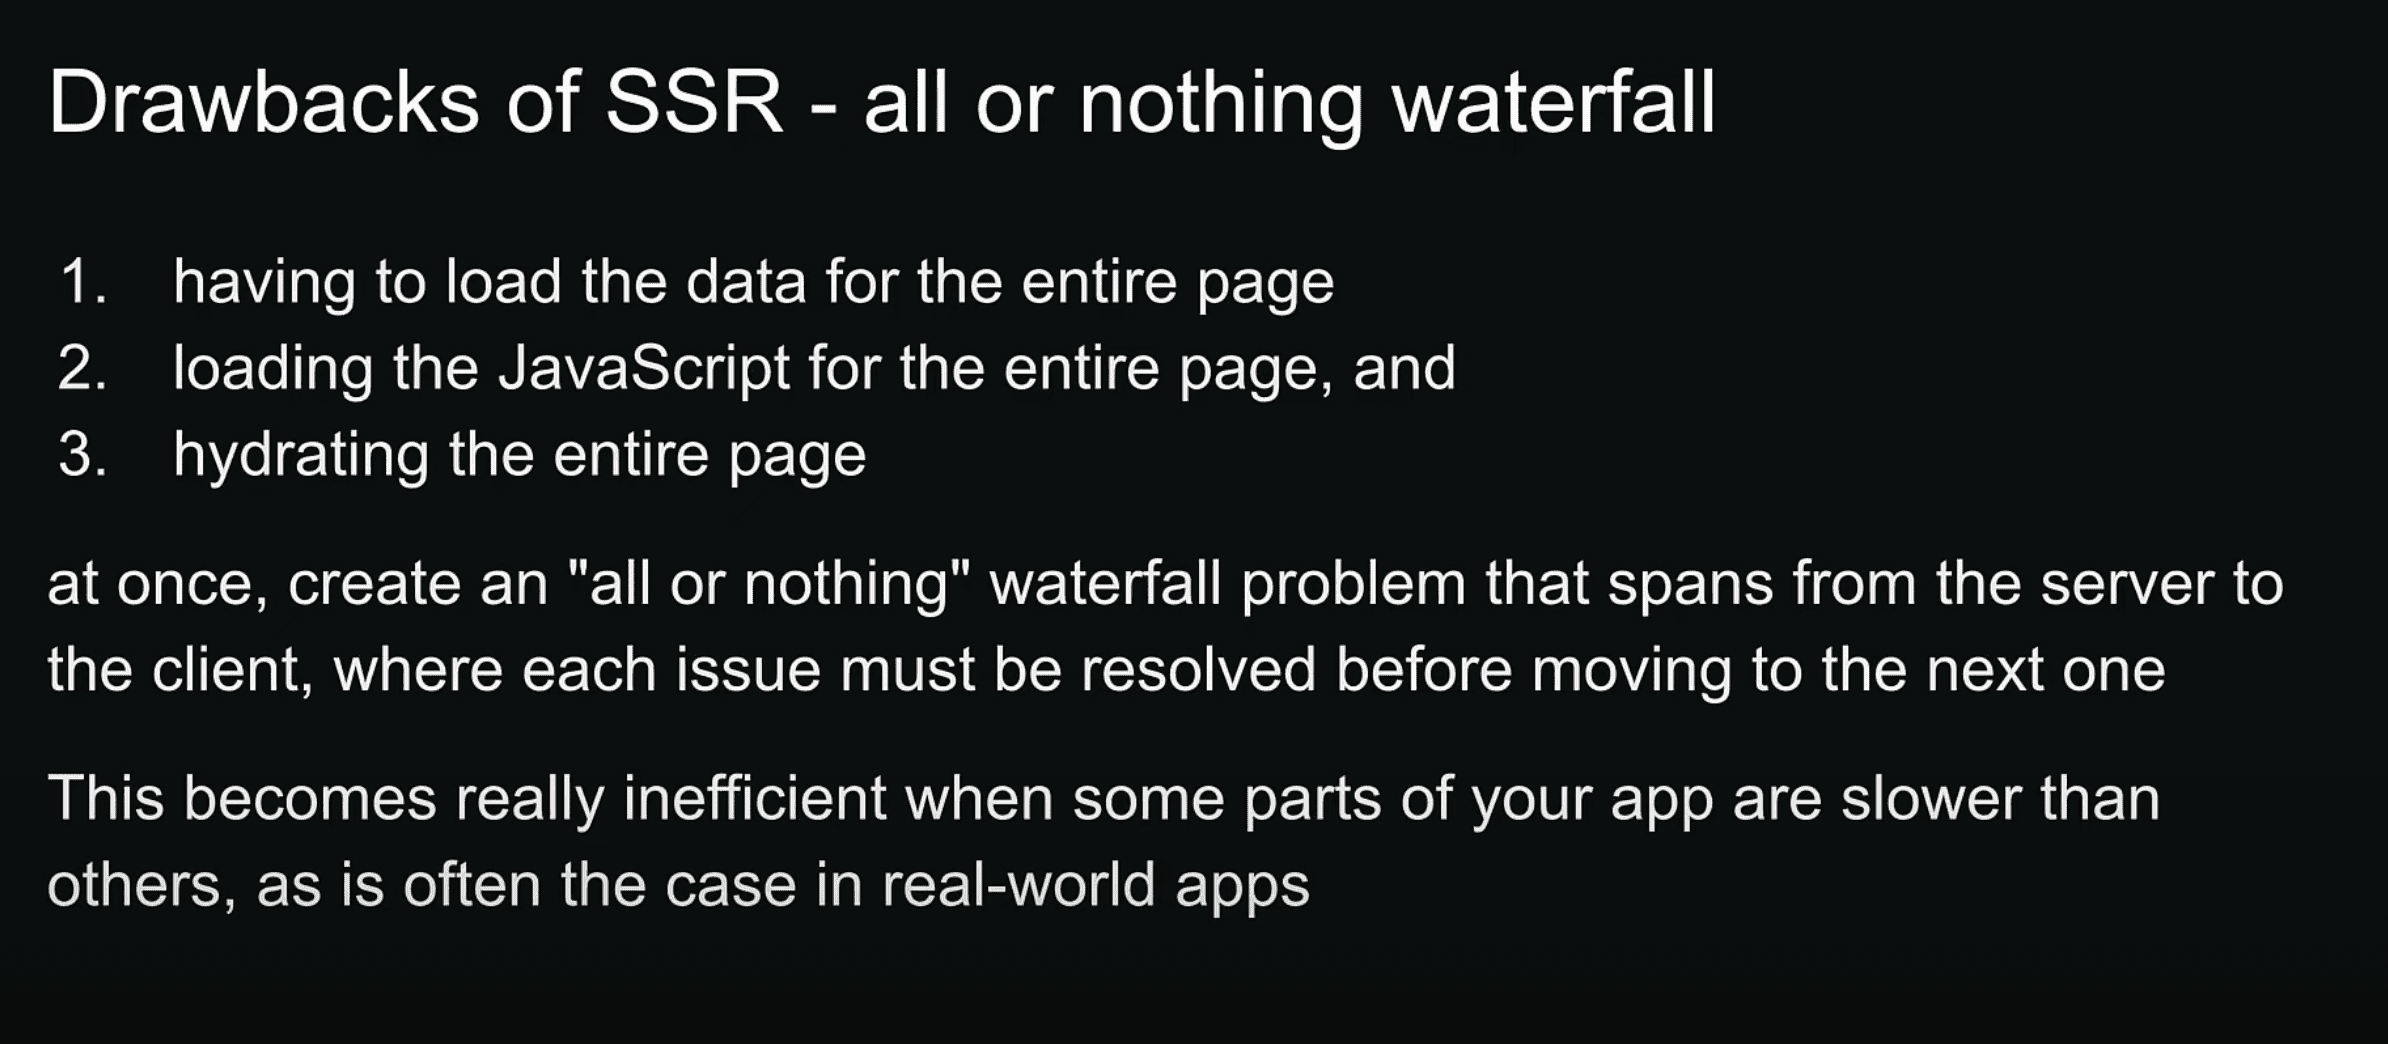 Drawbacks of SSR - all or nothing waterfall
1. having to load the data for the entire page
2. loading the JavaScript for the entire page, and
3. hydrating the entire page
at once, create an "all or nothing" waterfall problem that spans from the server to
the client, where each issue must be resolved before moving to the next one
This becomes really inefficient when some parts of your app are slower than
others, as is often the case in real-world apps